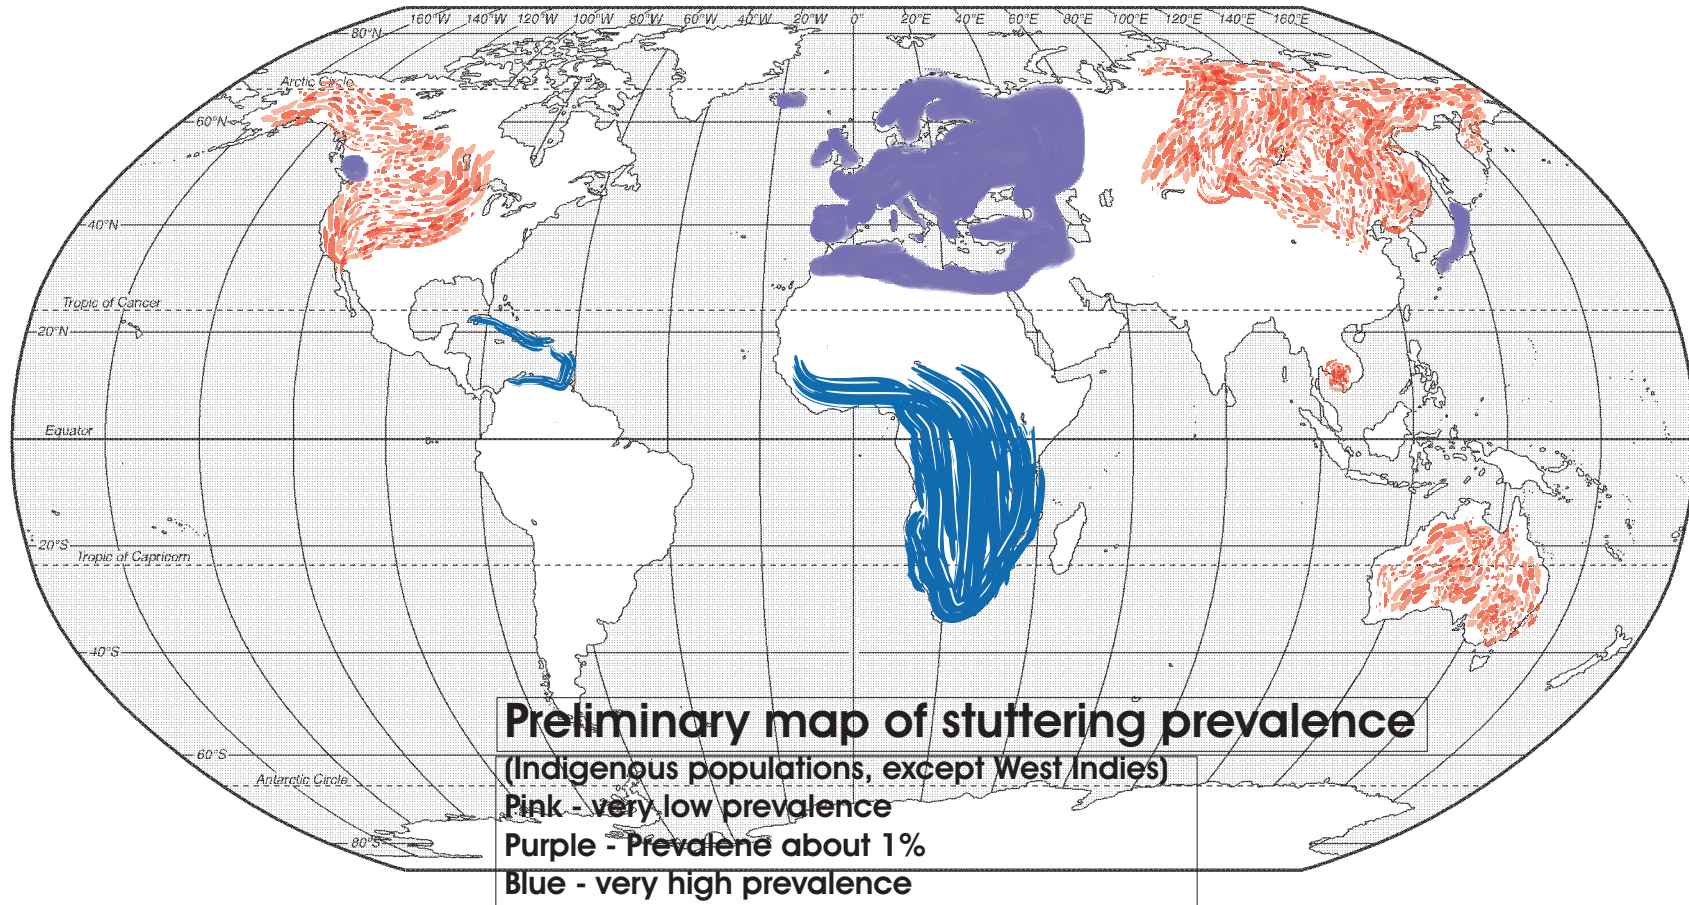 160°W 140°W 120°W 100°W 80°W 60°W 40°W 20°W 0° 20°E 40°E 60°E 80°E 100°E 120°E 140°E 160°E
80°N
Arctic Circle
60°N
40°N
Tropic of Cancer
20°N
Equator
20°S
Tropic of Capricorn
40°S
60°S
Antarctic Circle
80°S
Preliminary map of stuttering prevalence
(Indigenous populations, except West Indies)
Pink - very low prevalence
Purple - Prevalene about 1%
Blue - very high prevalence